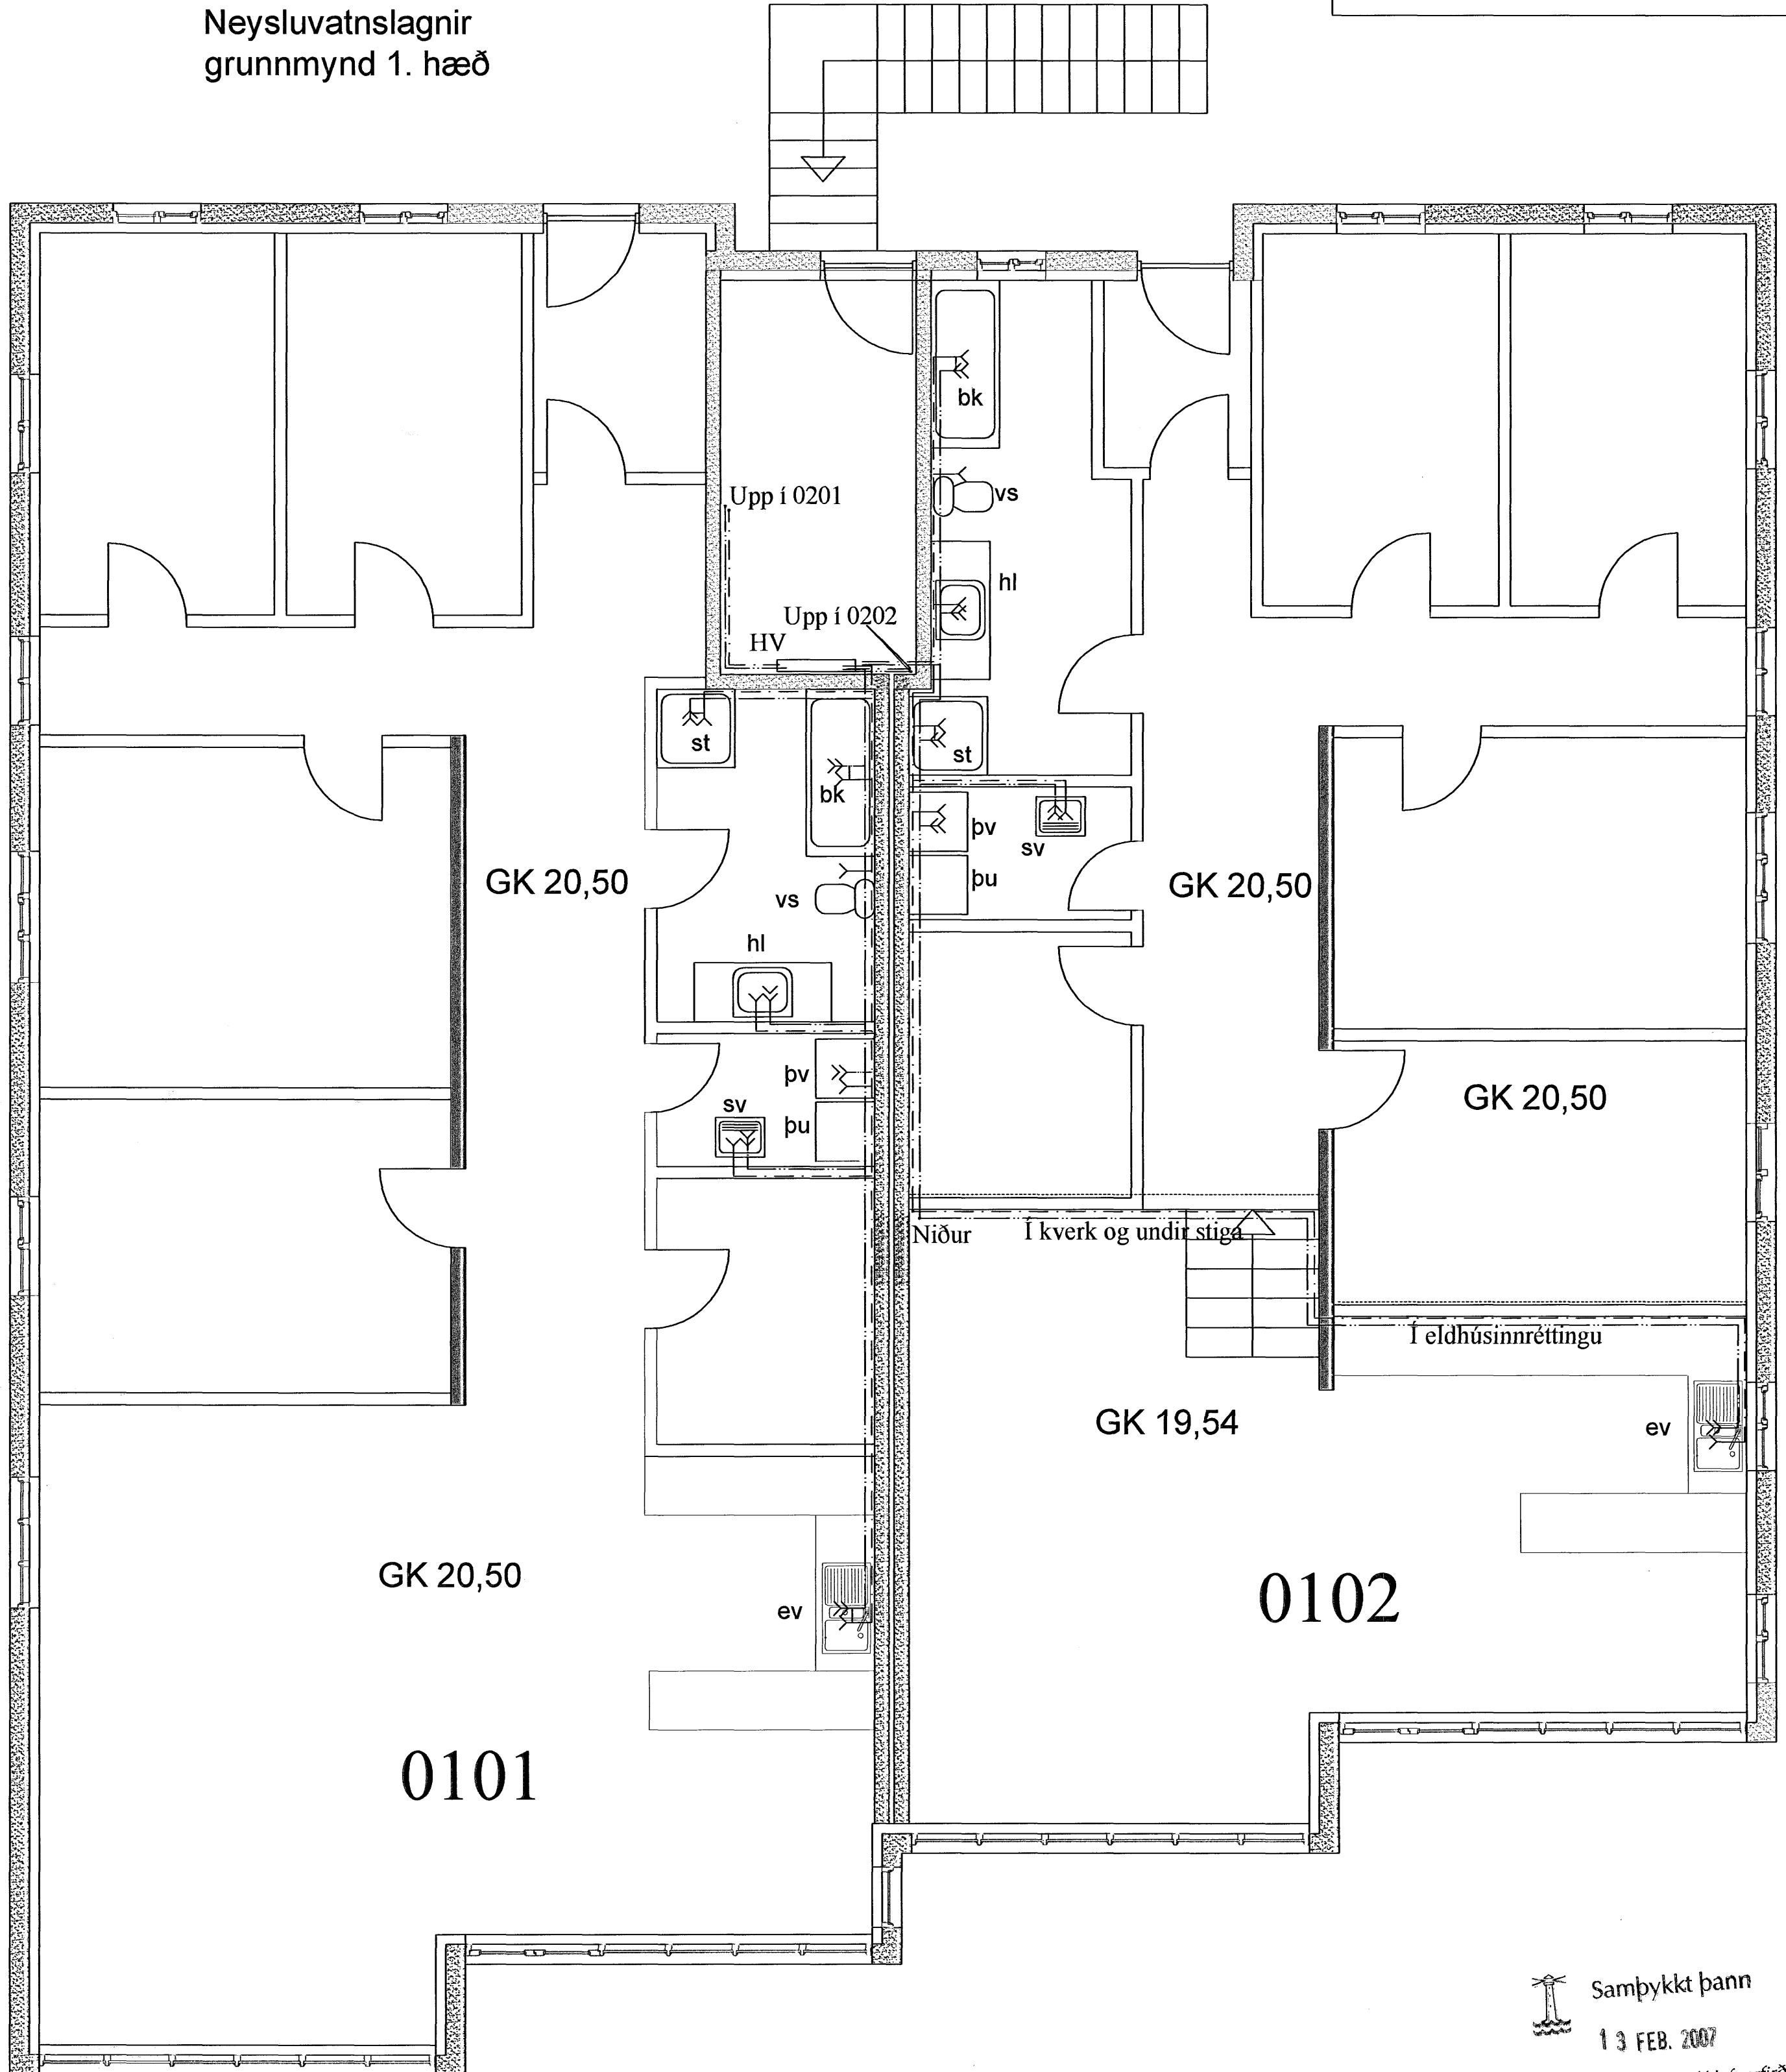 Neysluvatnslagnir
grunnmynd 1. hæð
bk
vs
Upp í 0201
hl
Upp í 0202
HV
st
st
bk
þv
sv
þu
GK 20,50
GK 20,50
vs
hl
þv
sv
þu
GK 20,50
Niður
Í kverk og undir stiga
Í eldhúsinnréttingu
GK 19,54
ev
GK 20,50
ev
0102
0101
Samþykkt þann
13 FEB. 2007